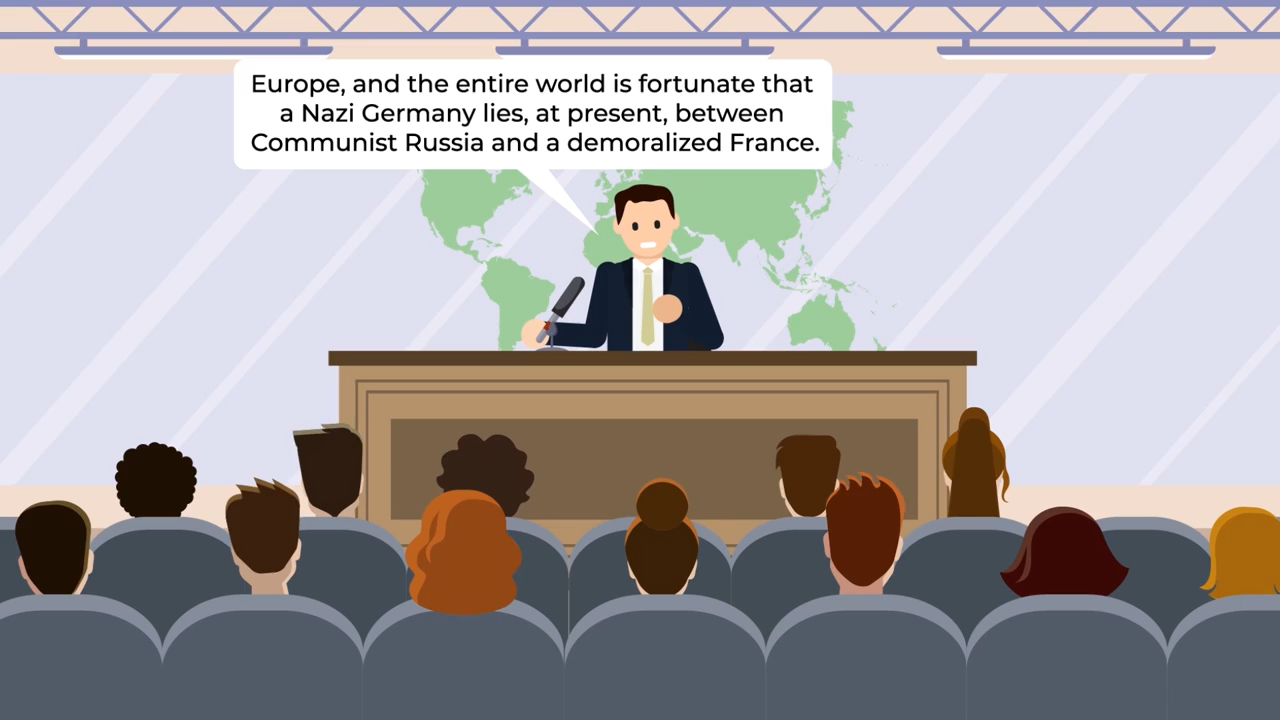 Europe, and the entire world is fortunate that
a Nazi Germany lies, at present, between
Communist Russia and a demoralized France.